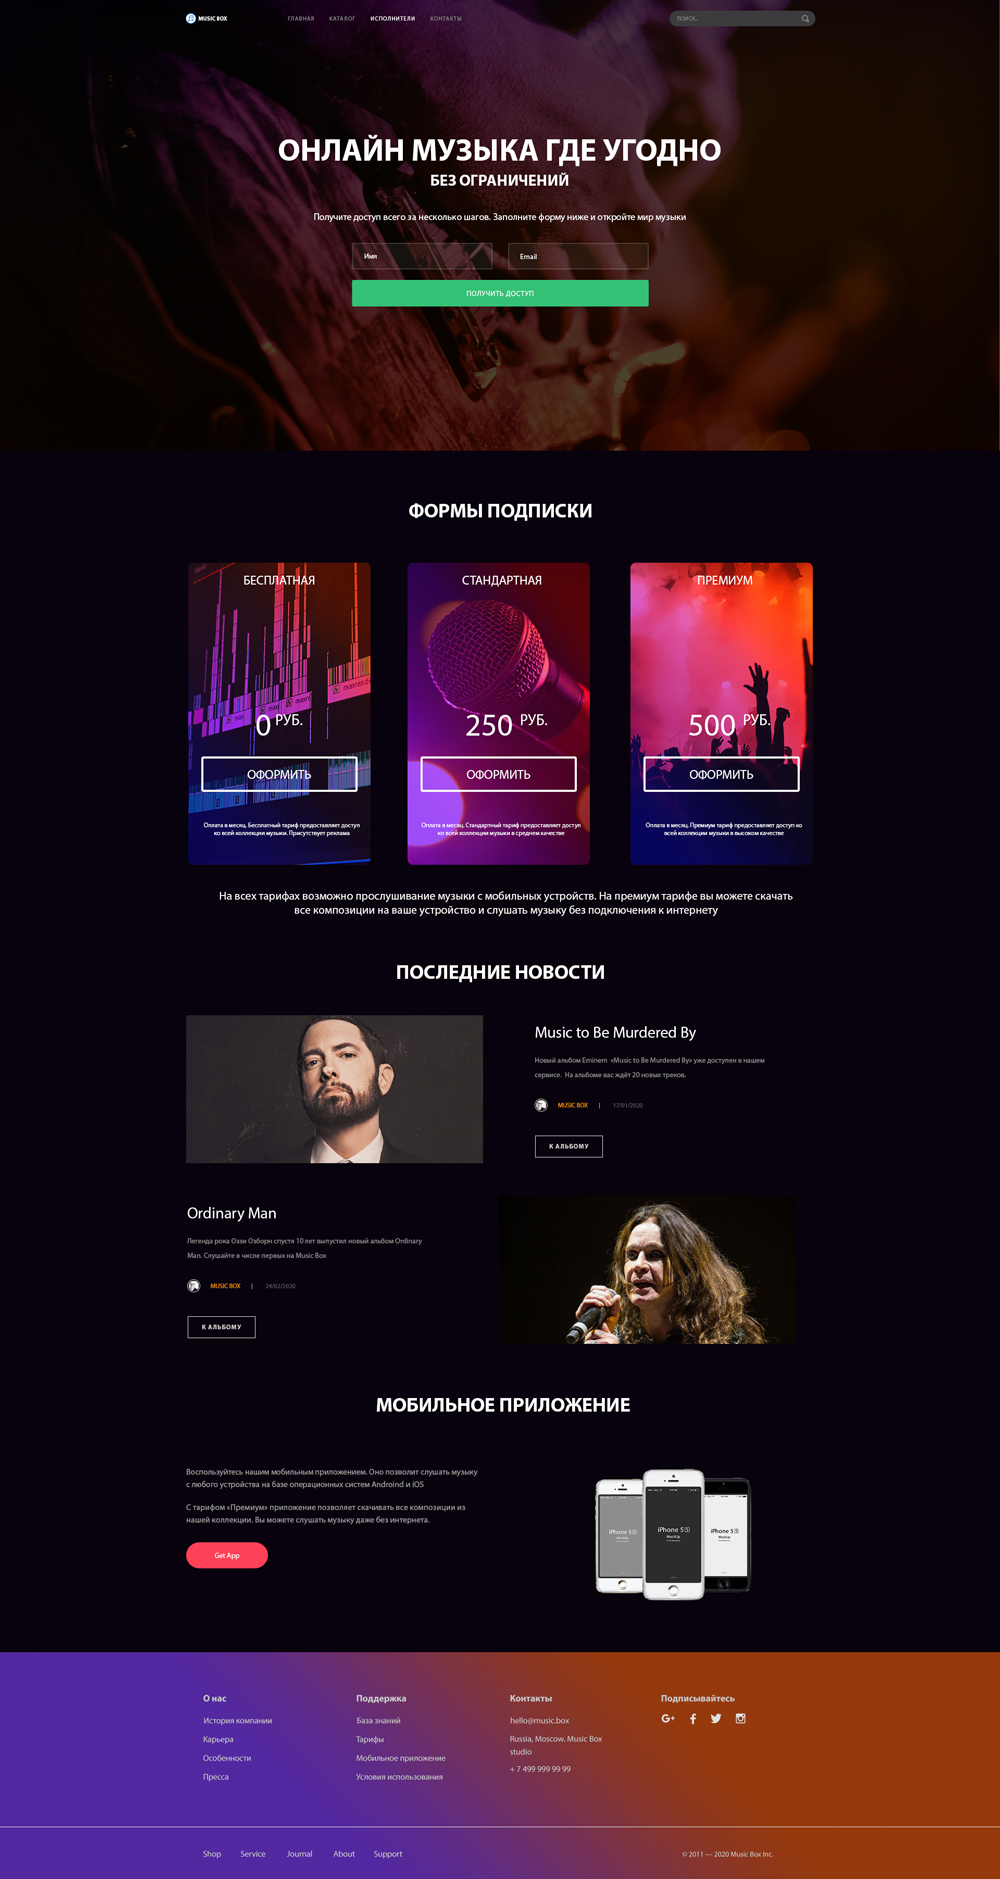 MUSIC BOX
ГЛАВНАЯ
КАТАЛОГ
ИСПОЛНИТЕЛИ
КОНТАКТЫ
ПОИСК...
ОНЛАЙН МУЗЫКА ГДЕ УГОДНО
БЕЗ ОГРАНИЧЕНИЙ
Получите доступ всего за несколько шагов. Заполните форму ниже и откройте мир музыки
Имя
Email
ПОЛУЧИТЬ ДОСТУП
ФОРМЫ ПОДПИСКИ
БЕСПЛАТНАЯ
0 РУБ.
ОФОРМИТЬ
Оплата в месяц. Бесплатный тариф предоставляет доступ
ко всей коллекции музыки. Присутствует реклама
СТАНДАРТНАЯ
250 РУБ.
ОФОРМИТЬ
Оплата в месяц. Стандартный тариф предоставляет доступ
ко всей коллекции музыки в среднем качестве
ПРЕМИУМ
500 РУБ.
ОФОРМИТЬ
Оплата в месяц. Премиум тариф предоставляет доступ ко
всей коллекции музыки в высоком качестве
На всех тарифах возможно прослушивание музыки с мобильных устройств. На премиум тарифе вы можете скачать
все композиции на ваше устройство и слушать музыку без подключения к интернету
ПОСЛЕДНИЕ НОВОСТИ
Music to Be Murdered By
Новый альбом Eminem «Music to Be Murdered By» уже доступен в нашем
сервисе. На альбоме вас ждёт 20 новых треков.
MUSIC BOX | 17/01/2020
К АЛЬБОМУ
Ordinary Man
Легенда рока Оззи Озборн спустя 10 лет выпустил новый альбом Ordinary
Man. Слушайте в числе первых на Music Box
MUSIC BOX | 24/02/2020
К АЛЬБОМУ
МОБИЛЬНОЕ ПРИЛОЖЕНИЕ
Воспользуйтесь нашим мобильным приложением. Оно позволит слушать музыку
с любого устройства на базе операционных систем Androind и iOS
С тарифом «Премиум» приложение позволяет скачивать все композиции из
нашей коллекции. Вы можете слушать музыку даже без интернета.
Get App
iPhone 5S
MockUp
iPhone 5S
MockUp
iPhone 5S
MockUp
О нас
История компании
Карьера
Особенности
Пресса
Поддержка
База знаний
Тарифы
Мобильное приложение
Условия использования
Контакты
hello@music.box
Russia, Moscow. Music Box
studio
+ 7 499 999 99 99
Подписывайтесь
Shop
Service
Journal
About
Support
© 2011 — 2020 Music Box Inc.